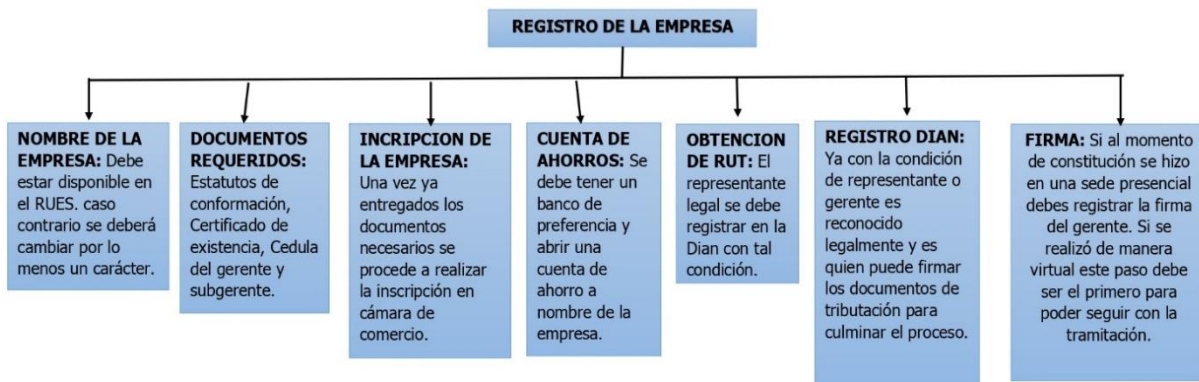 REGISTRO DE LA EMPRESA
NOMBRE DE LA
EMPRESA: Debe
estar disponible en
el RUES. caso
contrario se deberá
cambiar por lo
menos un carácter.
DOCUMENTOS
REQUERIDOS:
Estatutos de
conformación,
Certificado de
existencia, Cedula
del gerente y
subgerente.
INCRIPCION DE
LA EMPRESA:
Una vez ya
entregados los
documentos
necesarios se
procede a realizar
la inscripción en
cámara de
comercio.
CUENTA DE
AHORROS: Se
debe tener un
banco de
preferencia y
abrir una
cuenta de
ahorro a
nombre de la
empresa.
OBTENCION
DE RUT: El
representante
legal se debe
registrar en la
Dian con tal
condición.
REGISTRO DIAN:
Ya con la condición
de representante o
gerente es
reconocido
legalmente y es
quien puede firmar
los documentos de
tributación para
culminar el proceso.
FIRMA: Si al momento
de constitución se hizo
en una sede presencial
debes registrar la firma
del gerente. Si se
realizó de manera
virtual este paso debe
ser el primero para
poder seguir con la
tramitación.